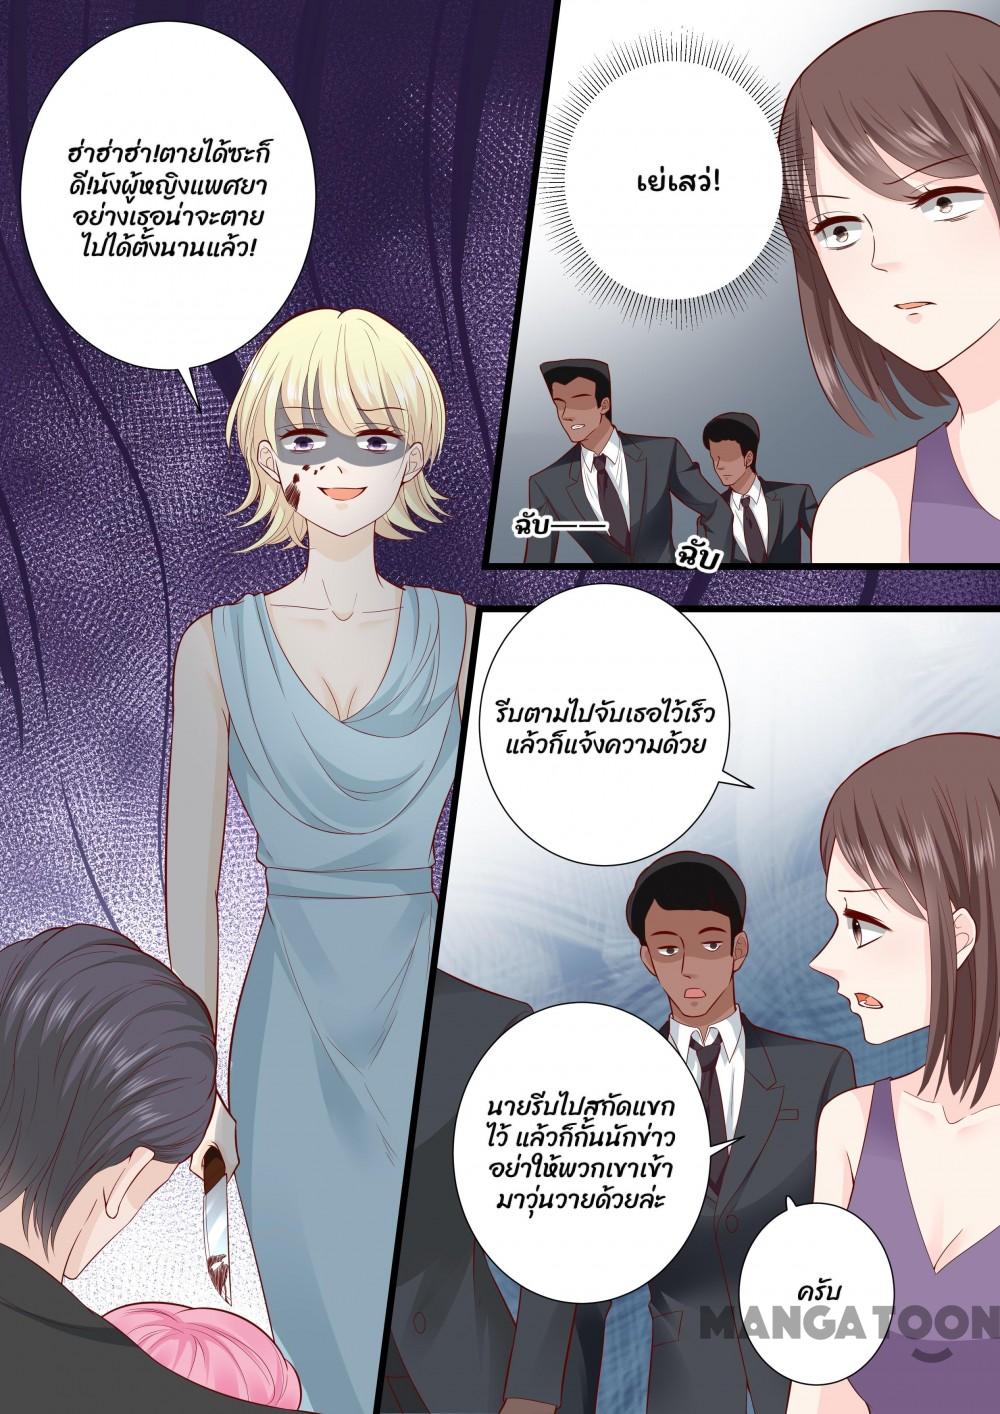 ฮ่าฮ่าฮ่า!ตายได้ซะก็
ดี!นังผู้หญิงแพศยา
อย่างเธอน่าจะตาย
ไปได้ตั้งนานแล้ว!
เย่เสว่!
ฉับ——
ฉับ
รีบตามไปจับเธอไว้เร็ว
แล้วก็แจ้งความด้วย
นายรีบไปสกัดแขก
ไว้ แล้วก็กั้นนักข่าว
อย่าให้พวกเขาเข้า
มาวุ่นวายด้วยล่ะ
ครับ
MANGATOON